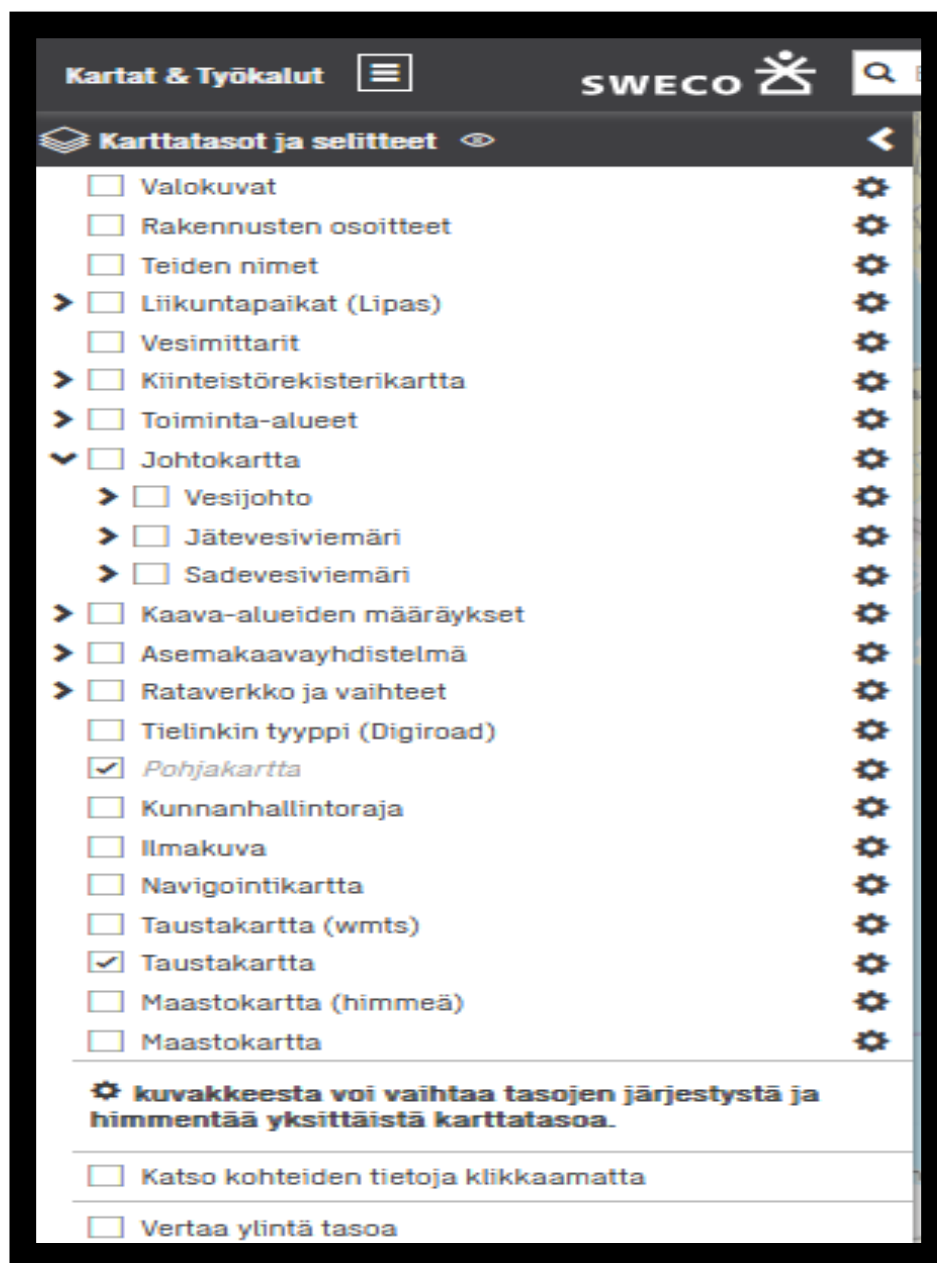 Kartat & Työkalut
SWECO
Karttatasot ja selitteet
Valokuvat
Rakennusten osoitteet
Teiden nimet
Liikuntapaikat (Lipas)
Vesimittarit
Kiinteistörekisterikartta
Toiminta-alueet
Johtokartta
Vesijohto
Jätevesiviemäri
Sadevesiviemäri
Kaava-alueiden määräykset
Asemakaavayhdistelmä
Rataverkko ja vaihteet
Tielinkin tyyppi (Digiroad)
Pohjakartta
Kunnanhallintoraja
Ilmakuva
Navigointikartta
Taustakartta (wmts)
Taustakartta
Maastokartta (himmeä)
Maastokartta
kuvakkeesta voi vaihtaa tasojen järjestystä ja
himmentää yksittäistä karttatasoa.
Katso kohteiden tietoja klikkaamatta
Vertaa ylintä tasoa